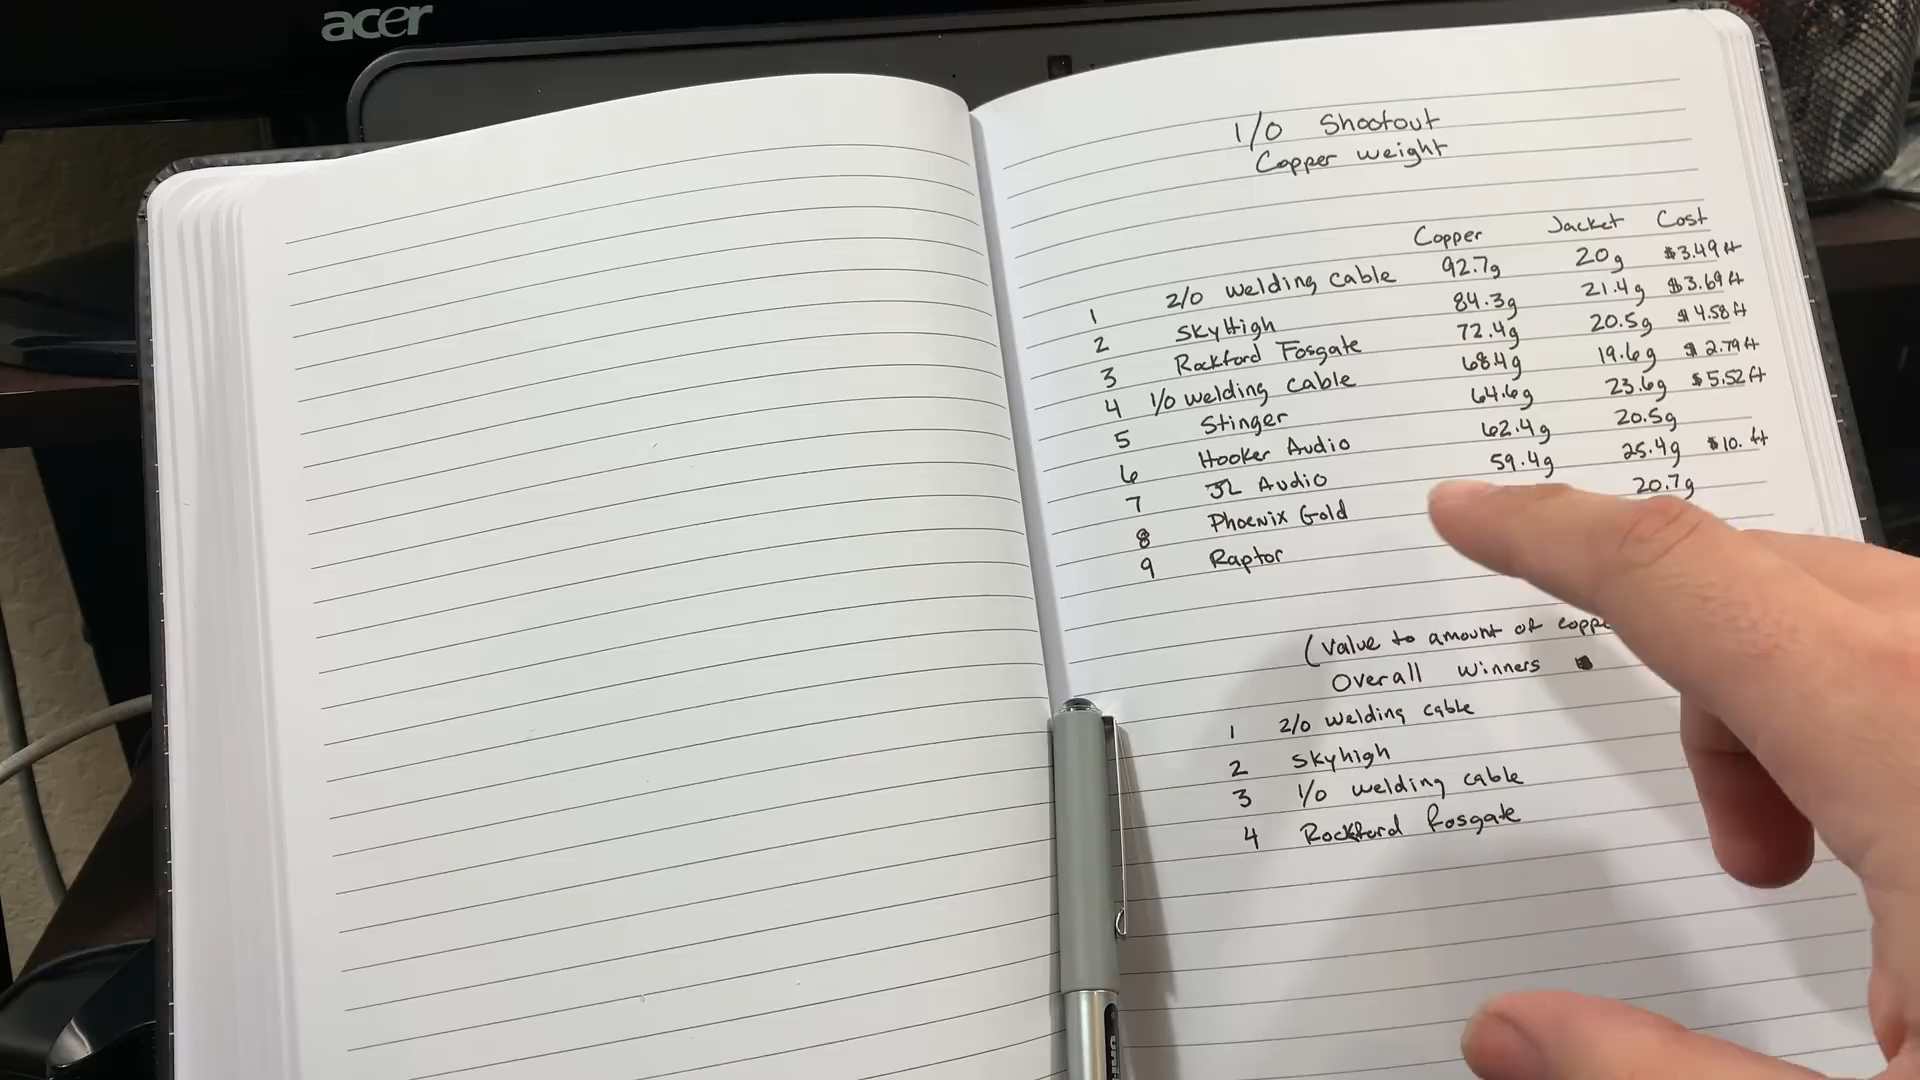 acer
1/0 Shootout
Copper weight
Copper Jacket Cost
1 2/0 welding cable 92.7g 20g $3.49 ft
2 SkyHigh 84.3g 21.4g $3.69 ft
3 Rockford Fosgate 72.4g 20.5g $4.58 ft
4 1/0 welding cable 68.4g 19.6g $2.79 ft
5 Stinger 64.6g 23.6g $5.52 ft
6 Hooker Audio 62.4g 20.5g
7 JL Audio 59.4g 25.4g $10. ft
8 Phoenix Gold 20.7g
9 Raptor
(Value to amount of
Overall winners
1 2/0 welding cable
2 Skyhigh
3 1/0 welding cable
4 Rockford Fosgate